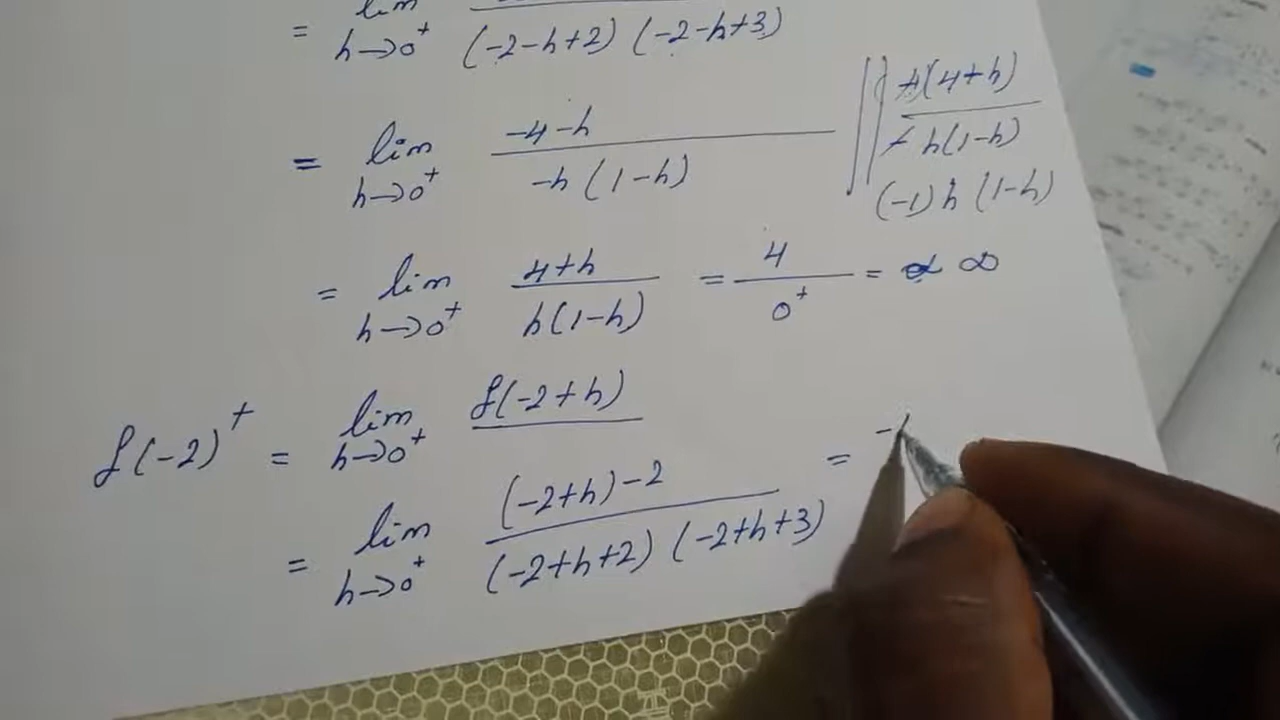 = lim h→0⁺ (-2-h+2) (-2-h+3)
= lim h→0⁺ -4-h / -h (1-h)
(4+h) / h(1-h)
(-1) h (1-h)
= lim h→0⁺ 4+h / h(1-h) = 4 / 0⁺ = ∞
f(-2)⁺ = lim h→0⁺ f(-2+h)
= lim h→0⁺ (-2+h)-2 / (-2+h+2) (-2+h+3) =